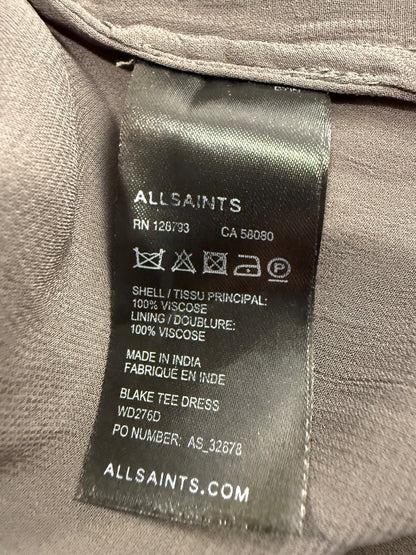 ALLSAINTS
RN 126793 CA 58080
P
SHELL / TISSU PRINCIPAL:
100% VISCOSE
LINING / DOUBLURE:
100% VISCOSE
MADE IN INDIA
FABRIQUÉ EN INDE
BLAKE TEE DRESS
WD276D
PO NUMBER: AS_32678
ALLSAINTS.COM